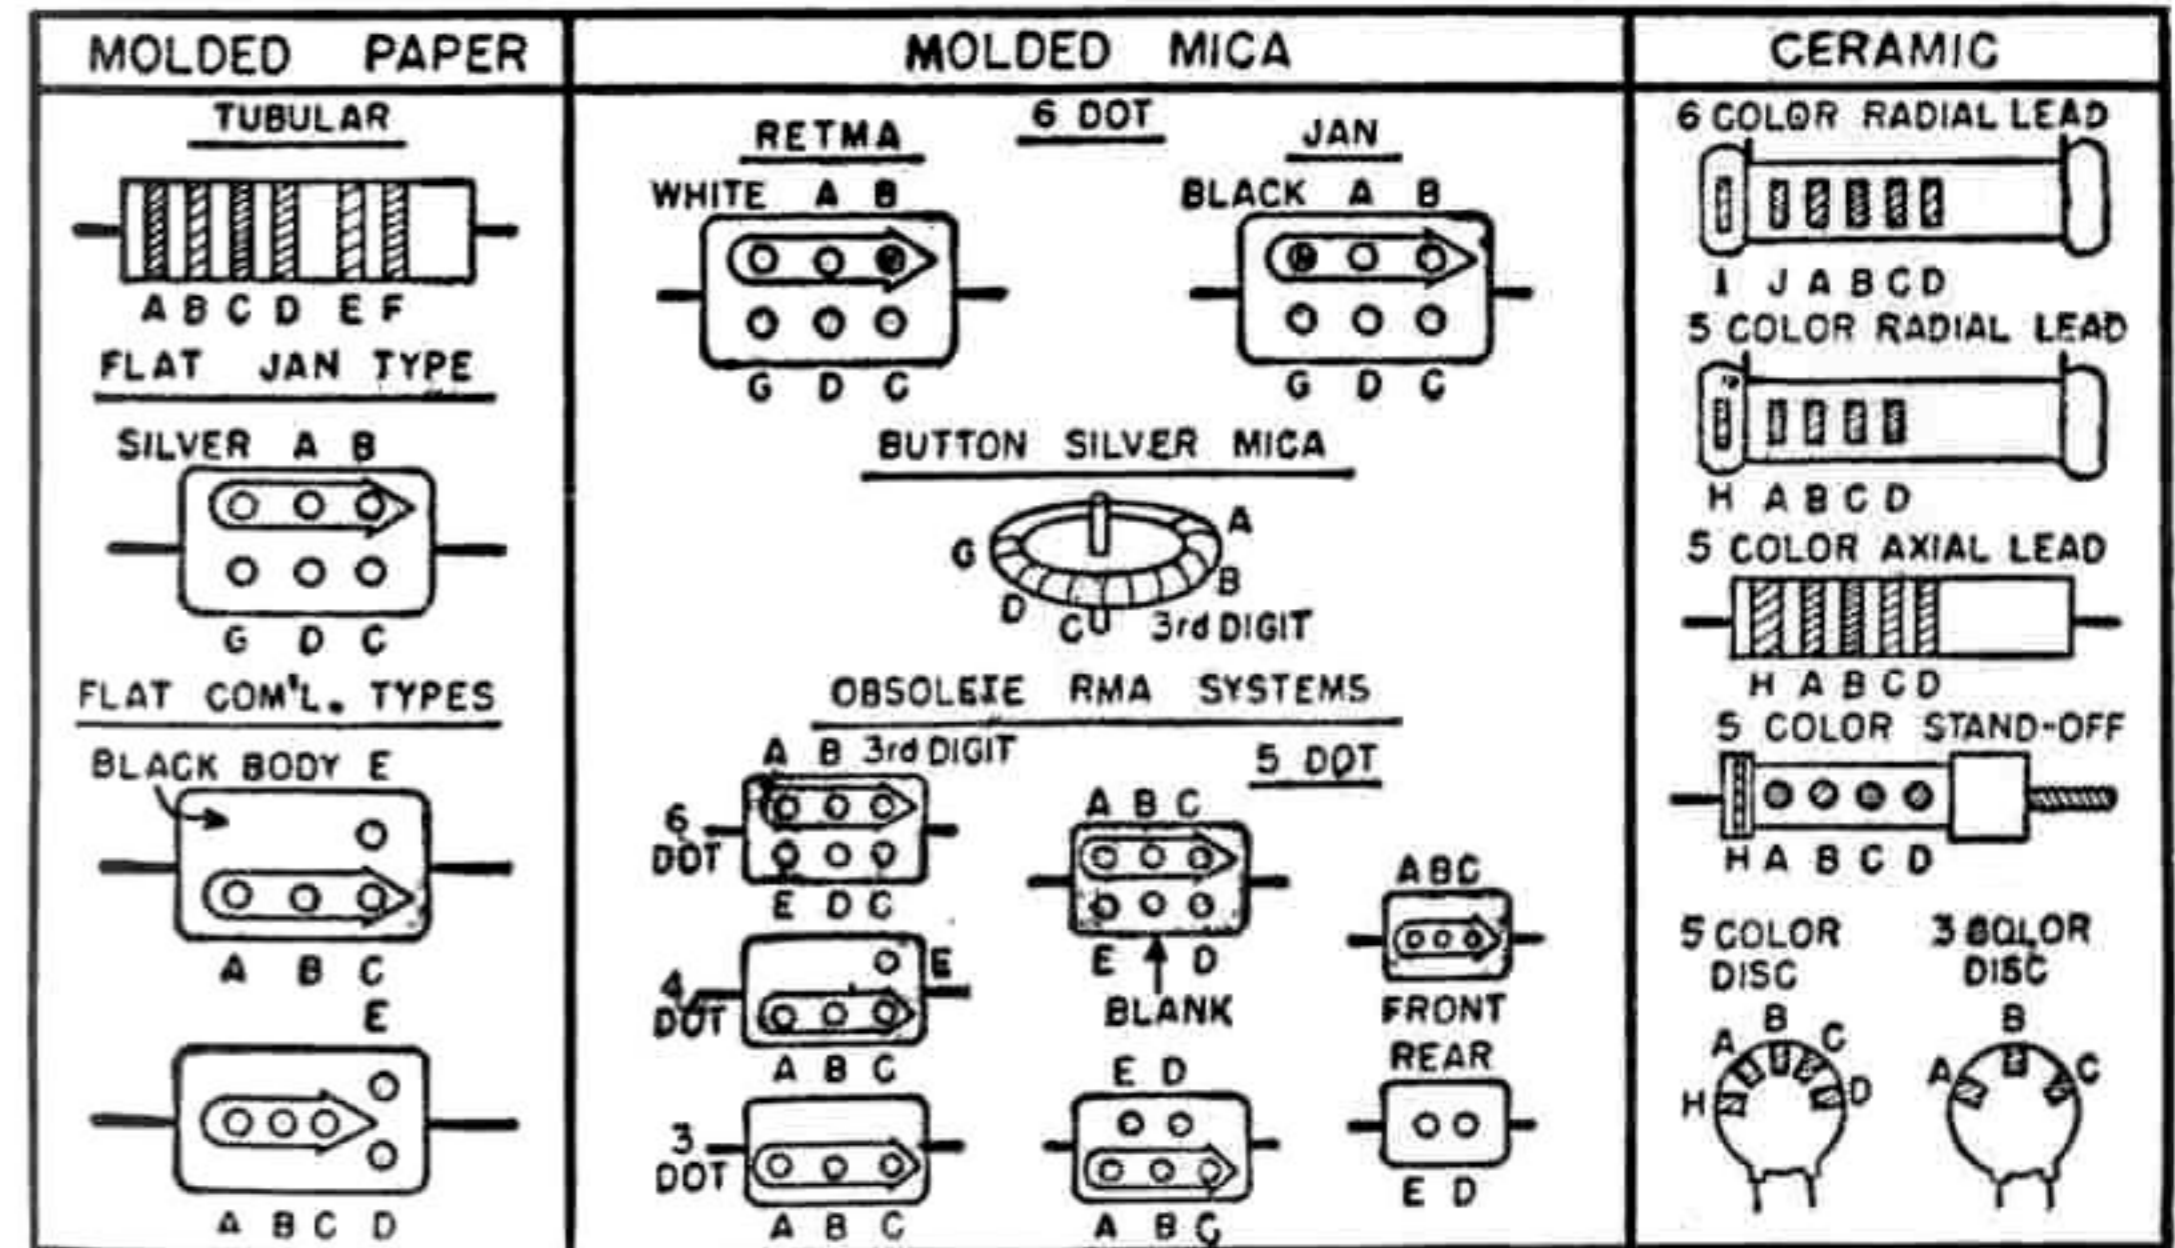 MOLDED PAPER
TUBULAR
A B C D E F
FLAT JAN TYPE
SILVER A B
G D C
FLAT COM'L. TYPES
BLACK BODY E
A B C
E
A B C D
MOLDED MICA
6 DOT
RETMA
WHITE A B
G D C
JAN
BLACK A B
G D C
BUTTON SILVER MICA
A
G
B
D
C
3rd DIGIT
OBSOLETE RMA SYSTEMS
A B 3rd DIGIT
6
DOT
E D C
E
4
DOT
A B C
3
DOT
A B C
5 DOT
A B C
E D
BLANK
E D
A B C
ABC
FRONT
REAR
E D
CERAMIC
6 COLOR RADIAL LEAD
I J A B C D
5 COLOR RADIAL LEAD
H A B C D
5 COLOR AXIAL LEAD
H A B C D
5 COLOR STAND-OFF
H A B C D
5 COLOR
DISC
B
A C
H D
3 COLOR
DISC
B
A C